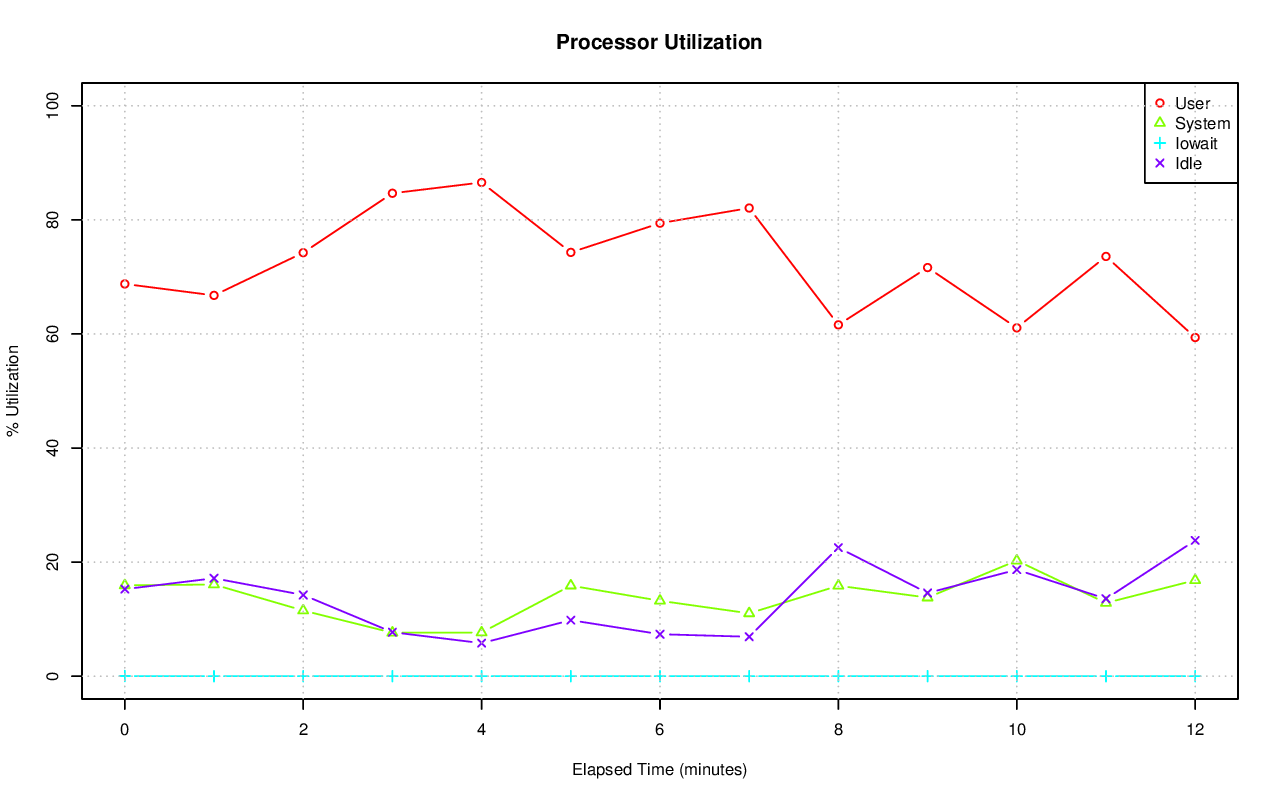 Processor Utilization
User
System
Iowait
Idle
% Utilization
100
80
60
40
20
0
0 2 4 6 8 10 12
Elapsed Time (minutes)